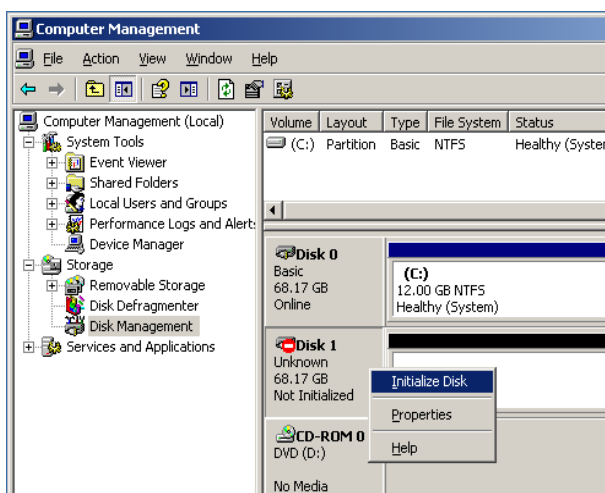 Computer Management
File Action View Window Help
Computer Management (Local)
System Tools
Event Viewer
Shared Folders
Local Users and Groups
Performance Logs and Alert:
Device Manager
Storage
Removable Storage
Disk Defragmenter
Disk Management
Services and Applications
Volume Layout Type File System Status
(C:) Partition Basic NTFS Healthy (System
Disk 0
Basic
68.17 GB
Online
(C:)
12.00 GB NTFS
Healthy (System)
Disk 1
Unknown
68.17 GB
Not Initialized
Initialize Disk
Properties
Help
CD-ROM 0
DVD (D:)
No Media